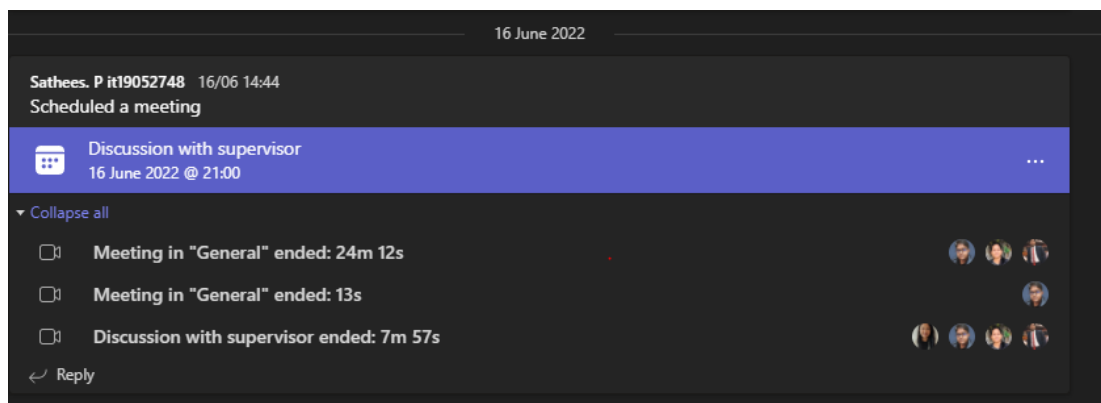 16 June 2022
Sathees. P it19052748 16/06 14:44
Scheduled a meeting
Discussion with supervisor
16 June 2022 @ 21:00
Collapse all
Meeting in "General" ended: 24m 12s
Meeting in "General" ended: 13s
Discussion with supervisor ended: 7m 57s
Reply